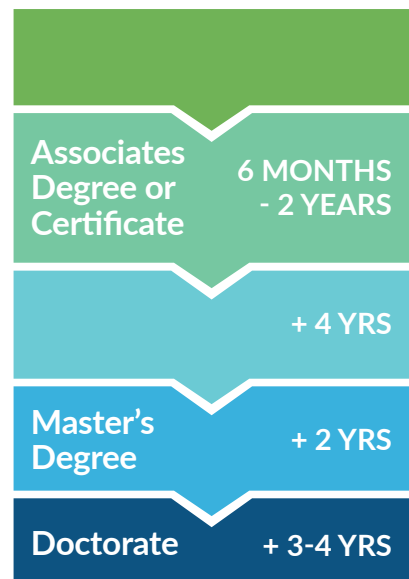 Associates
Degree or
Certificate
6 MONTHS
- 2 YEARS
+ 4 YRS
Master’s
Degree
+ 2 YRS
Doctorate
+ 3-4 YRS